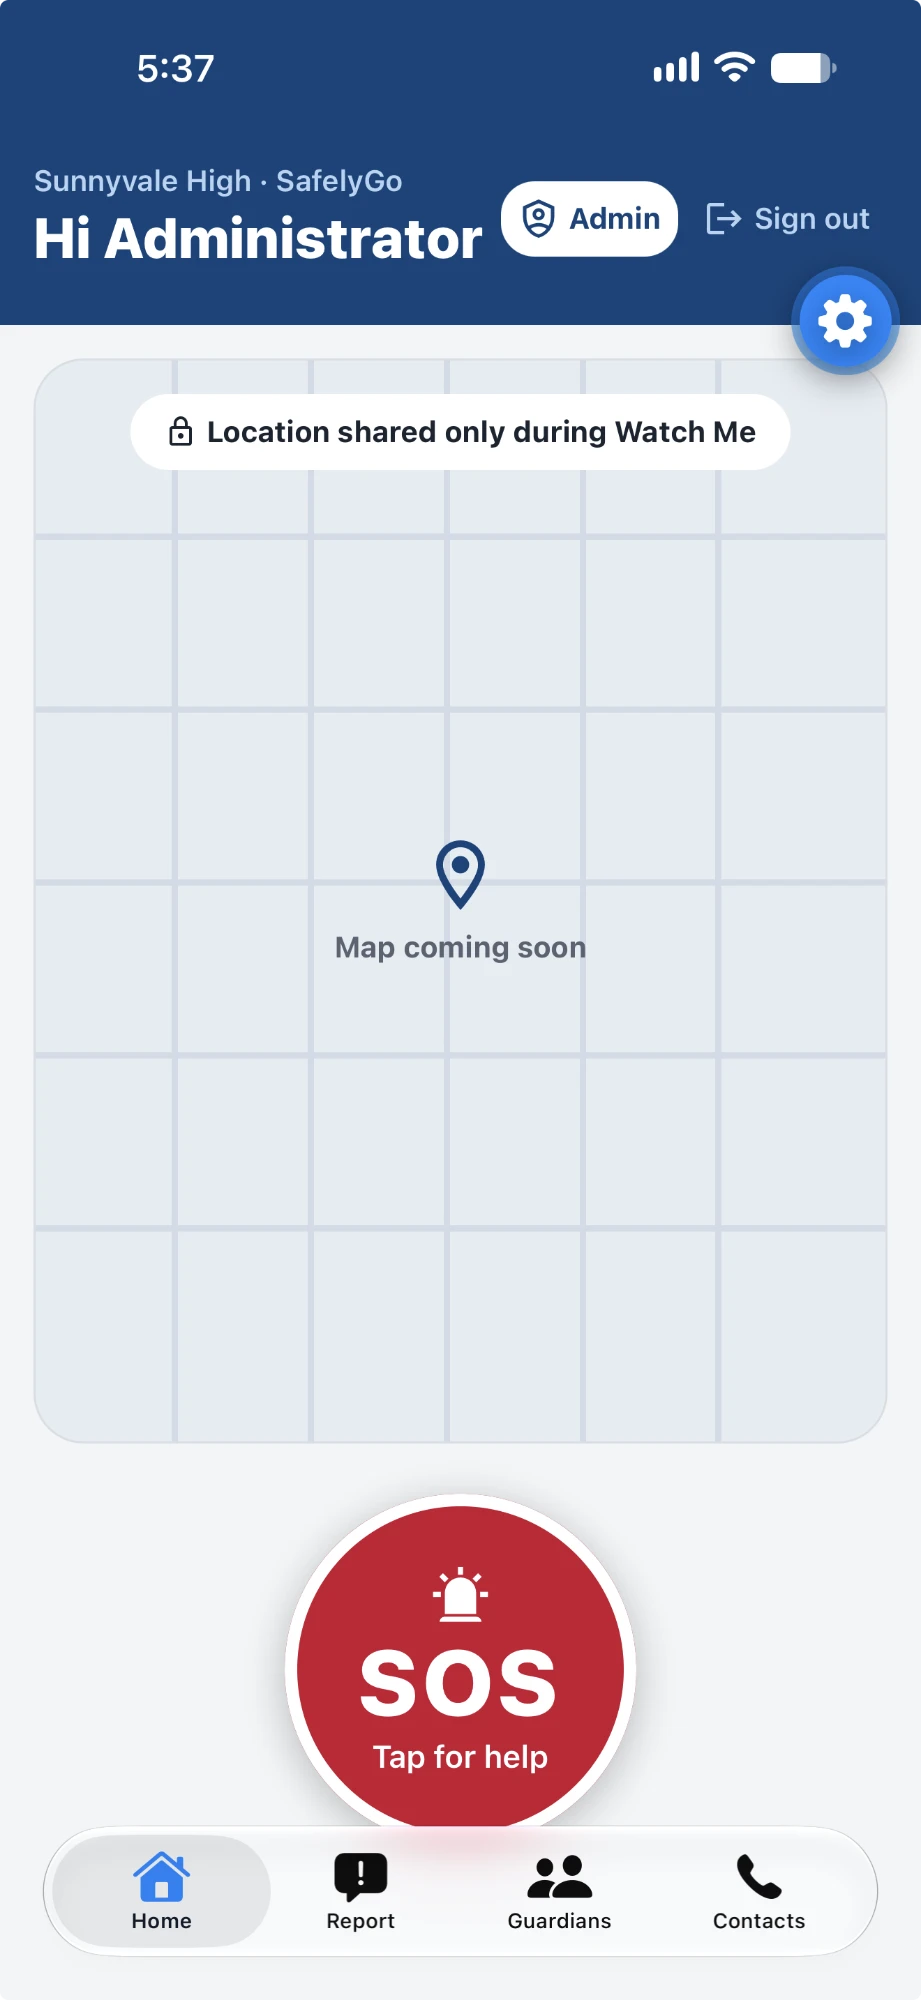 5:37
Sunnyvale High · SafelyGo
Hi Administrator
Admin
Sign out
Location shared only during Watch Me
Map coming soon
SOS
Tap for help
Home
Report
Guardians
Contacts